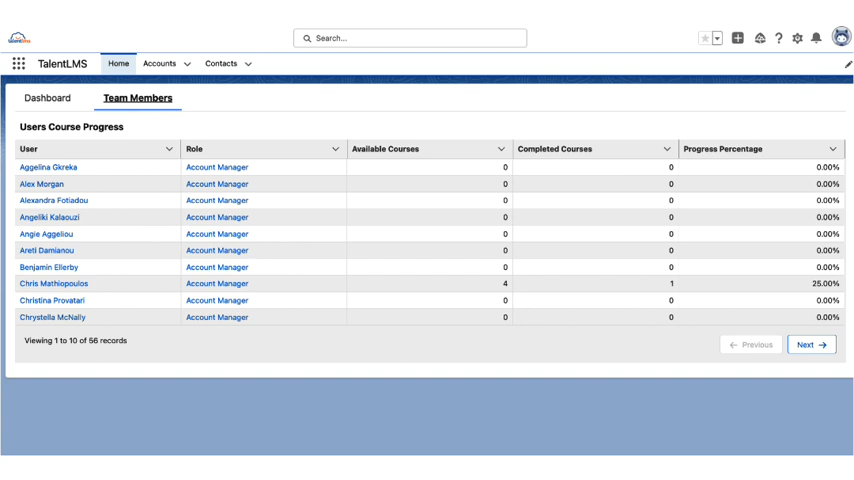 talentlms
Search...
TalentLMS Home Accounts Contacts
Dashboard Team Members
Users Course Progress
User Role Available Courses Completed Courses Progress Percentage
Aggelina Gkreka Account Manager 0 0 0.00%
Alex Morgan Account Manager 0 0 0.00%
Alexandra Fotiadou Account Manager 0 0 0.00%
Angeliki Kalaouzi Account Manager 0 0 0.00%
Angie Aggeliou Account Manager 0 0 0.00%
Areti Damianou Account Manager 0 0 0.00%
Benjamin Ellerby Account Manager 0 0 0.00%
Chris Mathiopoulos Account Manager 4 1 25.00%
Christina Provatari Account Manager 0 0 0.00%
Chrystella McNally Account Manager 0 0 0.00%
Viewing 1 to 10 of 56 records
Previous Next